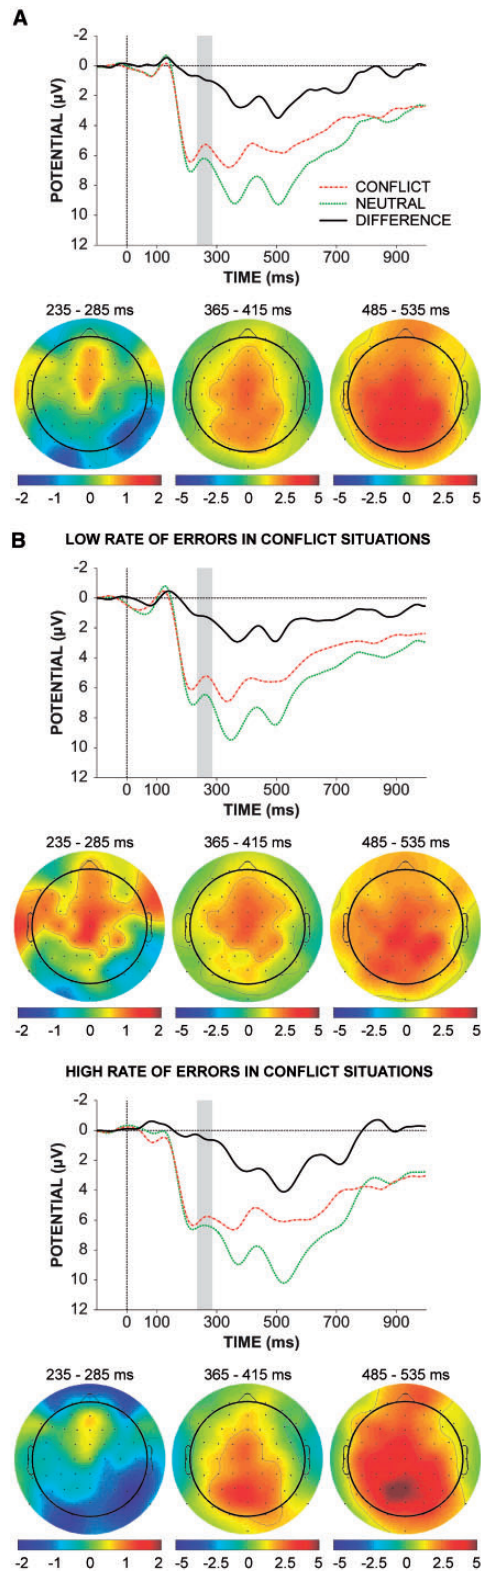 A
-2
0
2
4
6
8
10
12
POTENTIAL (µV)
CONFLICT
NEUTRAL
DIFFERENCE
0 100 300 500 700 900
TIME (ms)
235 - 285 ms 365 - 415 ms 485 - 535 ms
-2 -1 0 1 2 -5 -2.5 0 2.5 5 -5 -2.5 0 2.5 5
B LOW RATE OF ERRORS IN CONFLICT SITUATIONS
-2
0
2
4
6
8
10
12
POTENTIAL (µV)
0 100 300 500 700 900
TIME (ms)
235 - 285 ms 365 - 415 ms 485 - 535 ms
-2 -1 0 1 2 -5 -2.5 0 2.5 5 -5 -2.5 0 2.5 5
HIGH RATE OF ERRORS IN CONFLICT SITUATIONS
-2
0
2
4
6
8
10
12
POTENTIAL (µV)
0 100 300 500 700 900
TIME (ms)
235 - 285 ms 365 - 415 ms 485 - 535 ms
-2 -1 0 1 2 -5 -2.5 0 2.5 5 -5 -2.5 0 2.5 5